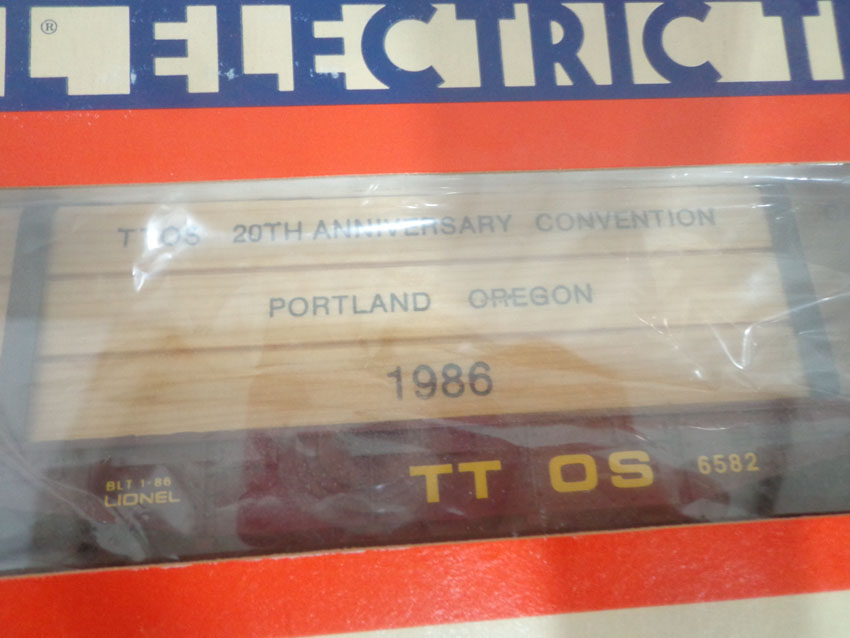 ® L ELECTRIC T
TTOS 20TH ANNIVERSARY CONVENTION
PORTLAND OREGON
1986
BLT 1-86
LIONEL
TT OS 6582